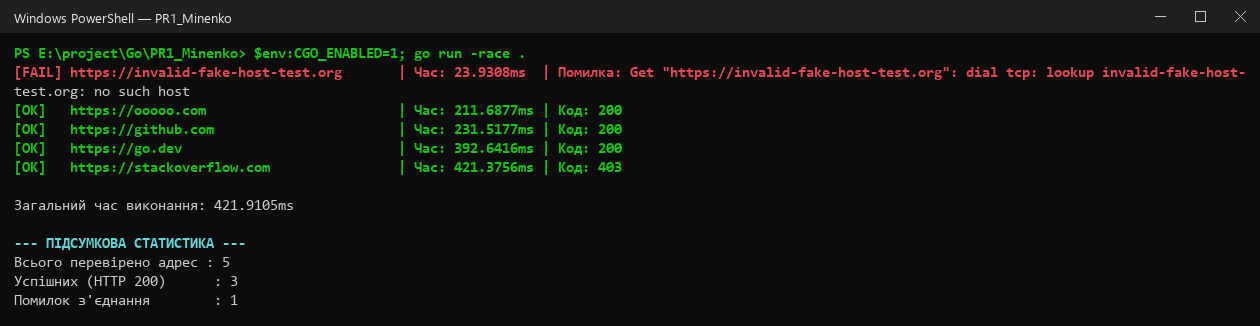 Windows PowerShell — PR1_Minenko
PS E:\project\Go\PR1_Minenko> $env:CGO_ENABLED=1; go run -race .
[FAIL] https://invalid-fake-host-test.org       | Час: 23.9308ms  | Помилка: Get "https://invalid-fake-host-test.org": dial tcp: lookup invalid-fake-host-
test.org: no such host
[OK]   https://ooooo.com                        | Час: 211.6877ms | Код: 200
[OK]   https://github.com                       | Час: 231.5177ms | Код: 200
[OK]   https://go.dev                           | Час: 392.6416ms | Код: 200
[OK]   https://stackoverflow.com                | Час: 421.3756ms | Код: 403
Загальний час виконання: 421.9105ms
--- ПІДСУМКОВА СТАТИСТИКА ---
Всього перевірено адрес : 5
Успішних (HTTP 200)      : 3
Помилок з'єднання        : 1